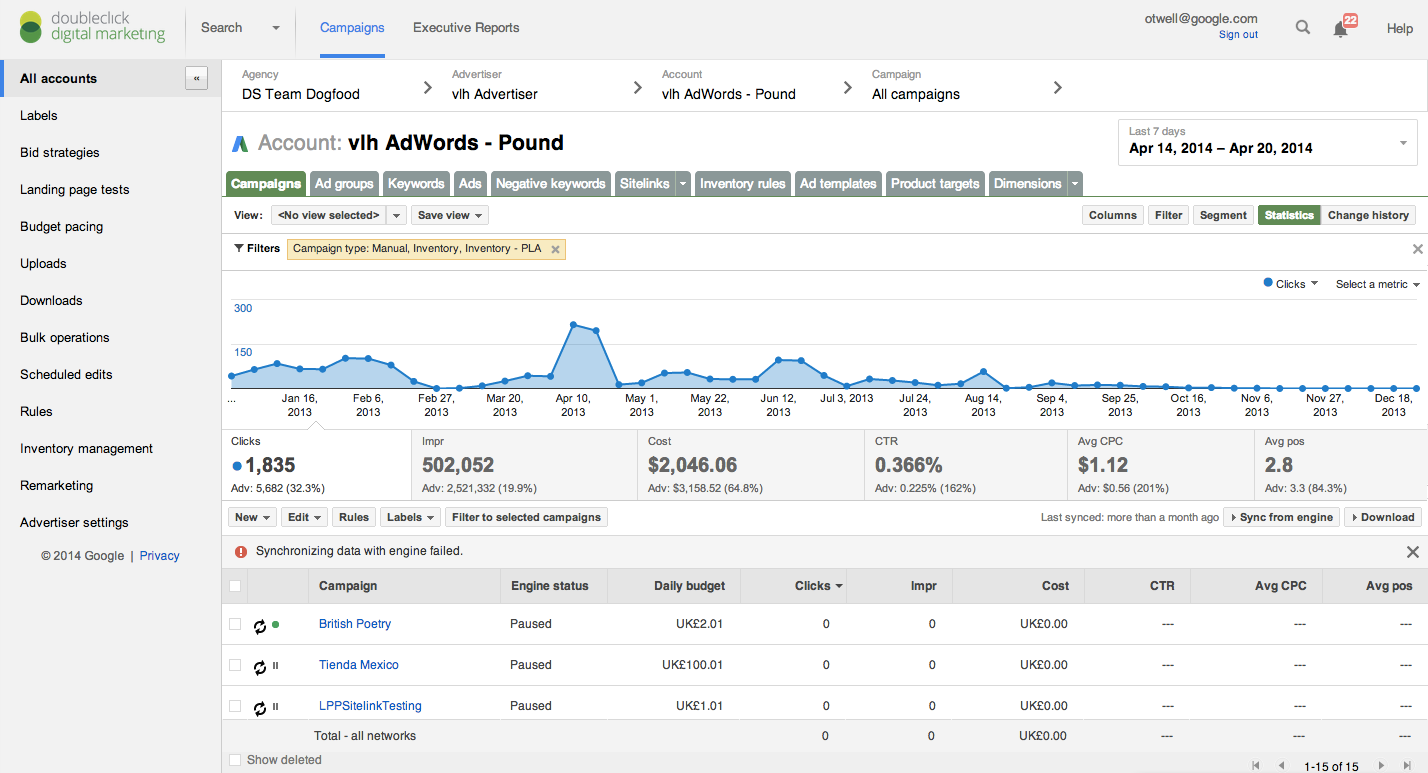 doubleclick
digital marketing
Search
Campaigns
Executive Reports
otwell@google.com
Sign out
22
Help
All accounts
«
Labels
Bid strategies
Landing page tests
Budget pacing
Uploads
Downloads
Bulk operations
Scheduled edits
Rules
Inventory management
Remarketing
Advertiser settings
© 2014 Google | Privacy
Agency
DS Team Dogfood
Advertiser
vlh Advertiser
Account
vlh AdWords - Pound
Campaign
All campaigns
Account: vlh AdWords - Pound
Last 7 days
Apr 14, 2014 – Apr 20, 2014
Campaigns Ad groups Keywords Ads Negative keywords Sitelinks Inventory rules Ad templates Product targets Dimensions
View: <No view selected> Save view Columns Filter Segment Statistics Change history
Filters Campaign type: Manual, Inventory, Inventory - PLA
Clicks Select a metric
300
150
... Jan 16, 2013 Feb 6, 2013 Feb 27, 2013 Mar 20, 2013 Apr 10, 2013 May 1, 2013 May 22, 2013 Jun 12, 2013 Jul 3, 2013 Jul 24, 2013 Aug 14, 2013 Sep 4, 2013 Sep 25, 2013 Oct 16, 2013 Nov 6, 2013 Nov 27, 2013 Dec 18, 2013
Clicks
1,835
Adv: 5,682 (32.3%)
Impr
502,052
Adv: 2,521,332 (19.9%)
Cost
$2,046.06
Adv: $3,158.52 (64.8%)
CTR
0.366%
Adv: 0.225% (162%)
Avg CPC
$1.12
Adv: $0.56 (201%)
Avg pos
2.8
Adv: 3.3 (84.3%)
New Edit Rules Labels Filter to selected campaigns Last synced: more than a month ago Sync from engine Download
Synchronizing data with engine failed.
Campaign Engine status Daily budget Clicks Impr Cost CTR Avg CPC Avg pos
British Poetry Paused UK£2.01 0 0 UK£0.00 --- --- ---
Tienda Mexico Paused UK£100.01 0 0 UK£0.00 --- --- ---
LPPSitelinkTesting Paused UK£1.01 0 0 UK£0.00 --- --- ---
Total - all networks 0 0 UK£0.00 --- --- ---
Show deleted
1-15 of 15